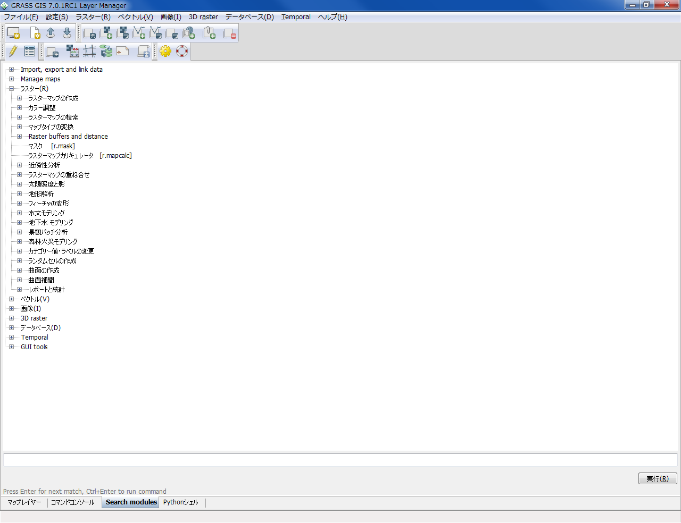 GRASS GIS 7.0.1RC1 Layer Manager
ファイル(F) 設定(S) ラスター(R) ベクトル(V) 画像(I) 3D raster データベース(D) Temporal ヘルプ(H)
Import, export and link data
Manage maps
ラスター(R)
ラスターマップの作成
カラー調整
ラスターマップの検索
マップタイプの変換
Raster buffers and distance
マスク [r.mask]
ラスターマップカリキュレータ [r.mapcalc]
近傍性分析
ラスターマップの重ね合せ
太陽照度と影
地形解析
フィーチャの変形
水文モデリング
地下水 モデリング
景観パッチ分析
森林火災モデリング
カテゴリー値・ラベルの変更
ランダムセルの作成
曲面の作成
曲面補間
レポートと統計
ベクトル(V)
画像(I)
3D raster
データベース(D)
Temporal
GUI tools
実行(R)
Press Enter for next match, Ctrl+Enter to run command
マップレイヤー コマンドコンソール Search modules Pythonシェル